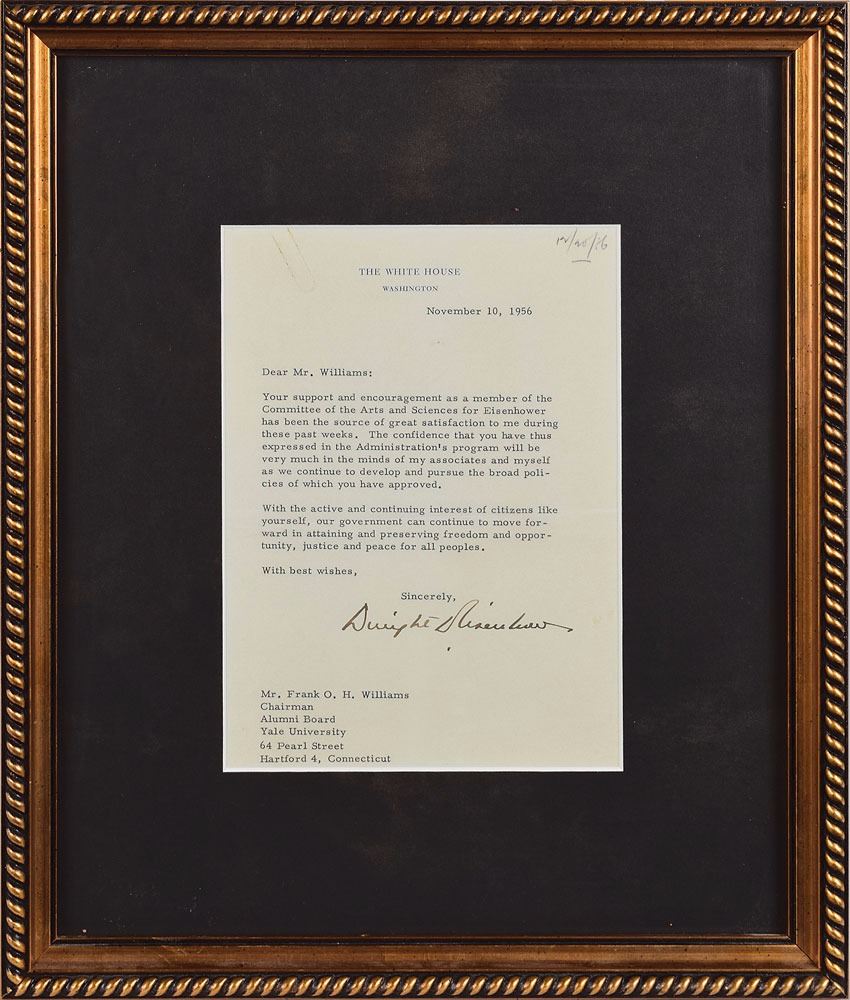 THE WHITE HOUSE
WASHINGTON
November 10, 1956
Dear Mr. Williams:
Your support and encouragement as a member of the
Committee of the Arts and Sciences for Eisenhower
has been the source of great satisfaction to me during
these past weeks. The confidence that you have thus
expressed in the Administration's program will be
very much in the minds of my associates and myself
as we continue to develop and pursue the broad poli-
cies of which you have approved.
With the active and continuing interest of citizens like
yourself, our government can continue to move for-
ward in attaining and preserving freedom and oppor-
tunity, justice and peace for all peoples.
With best wishes,
Sincerely,
Dwight D Eisenhower
Mr. Frank O. H. Williams
Chairman
Alumni Board
Yale University
64 Pearl Street
Hartford 4, Connecticut